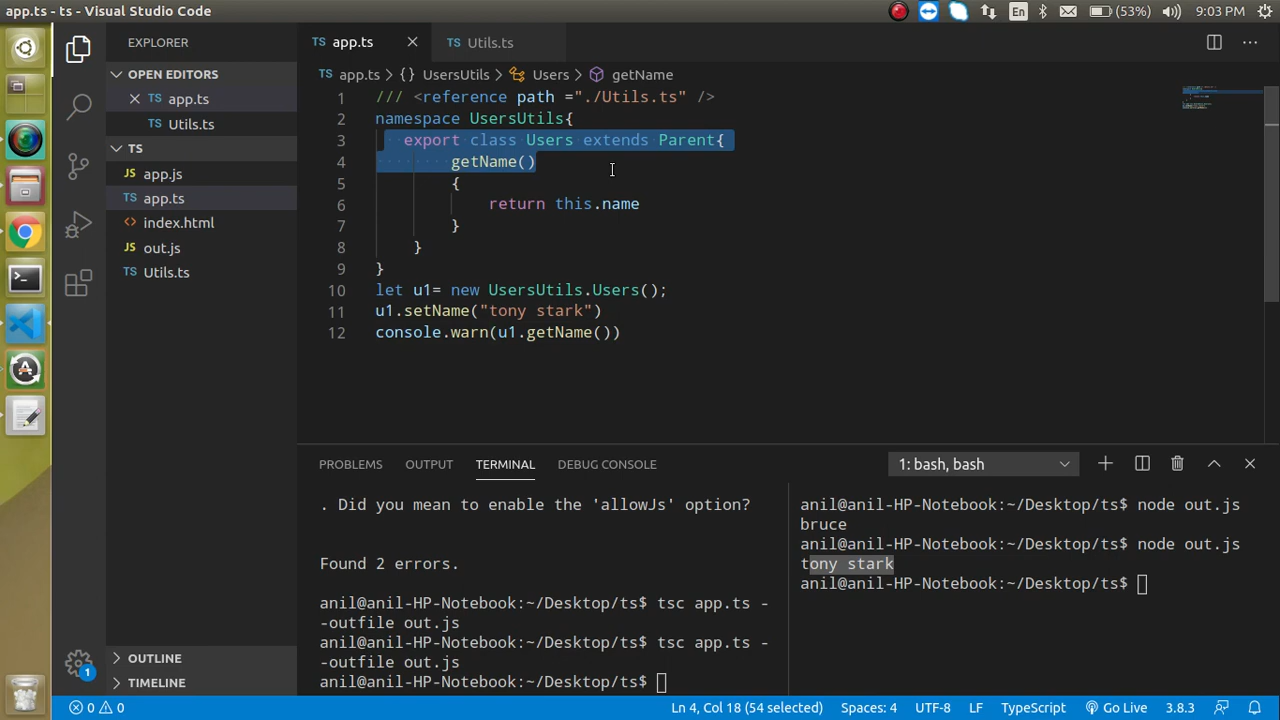 app.ts - ts - Visual Studio Code
En
(53%)
9:03 PM
EXPLORER
OPEN EDITORS
TS app.ts
TS Utils.ts
TS
JS app.js
TS app.ts
<> index.html
JS out.js
TS Utils.ts
OUTLINE
TIMELINE
TS app.ts
TS Utils.ts
TS app.ts > {} UsersUtils > Users > getName
1 /// <reference path ="./Utils.ts" />
2 namespace UsersUtils{
3 export class Users extends Parent{
4 getName()
5 {
6 return this.name
7 }
8 }
9 }
10 let u1= new UsersUtils.Users();
11 u1.setName("tony stark")
12 console.warn(u1.getName())
PROBLEMS OUTPUT TERMINAL DEBUG CONSOLE
1: bash, bash
. Did you mean to enable the 'allowJs' option?
Found 2 errors.
anil@anil-HP-Notebook:~/Desktop/ts$ tsc app.ts -
-outfile out.js
anil@anil-HP-Notebook:~/Desktop/ts$ tsc app.ts -
-outfile out.js
anil@anil-HP-Notebook:~/Desktop/ts$
anil@anil-HP-Notebook:~/Desktop/ts$ node out.js
bruce
anil@anil-HP-Notebook:~/Desktop/ts$ node out.js
tony stark
anil@anil-HP-Notebook:~/Desktop/ts$
1
0 0
Ln 4, Col 18 (54 selected)
Spaces: 4
UTF-8
LF
TypeScript
Go Live
3.8.3